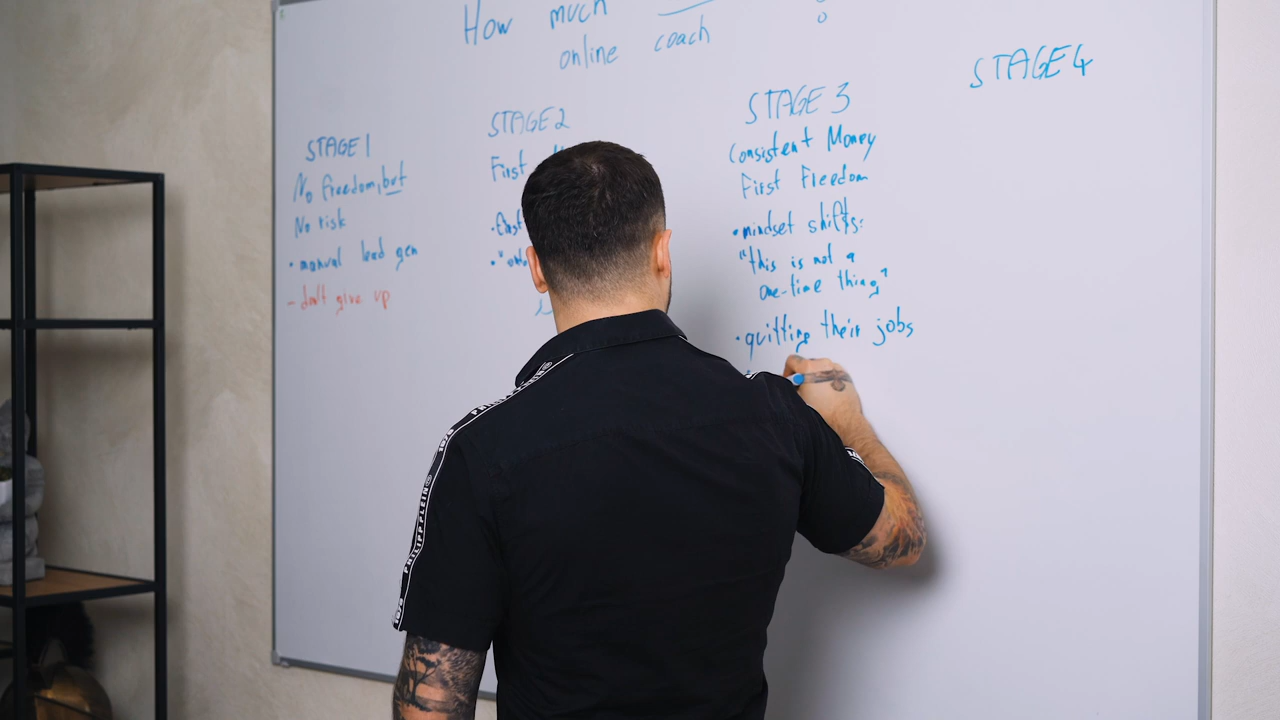 How much
online coach
STAGE 1
No freedom, but
No risk
• manual lead gen
- don't give up
STAGE 2
First
STAGE 3
Consistent Money
First Freedom
• mindset shifts:
"this is not a
one-time thing"
• quitting their jobs
STAGE 4
PHILIPP PLEIN